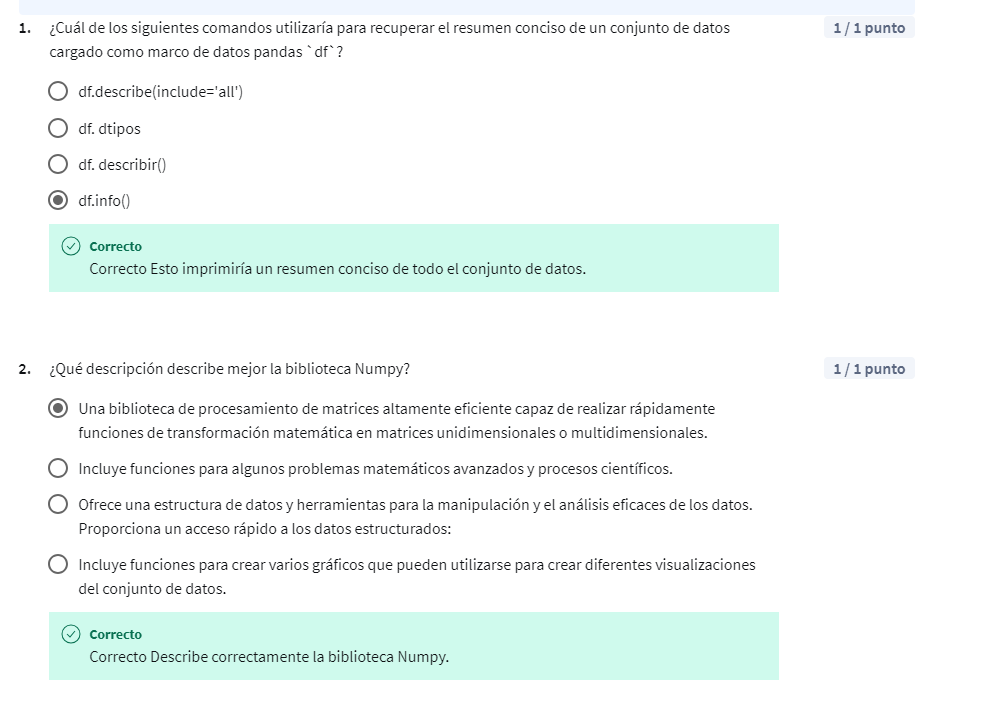 1. ¿Cuál de los siguientes comandos utilizaría para recuperar el resumen conciso de un conjunto de datos 1 / 1 punto
cargado como marco de datos pandas `df`?
df.describe(include='all')
df. dtipos
df. describir()
df.info()
Correcto
Correcto Esto imprimiría un resumen conciso de todo el conjunto de datos.
2. ¿Qué descripción describe mejor la biblioteca Numpy? 1 / 1 punto
Una biblioteca de procesamiento de matrices altamente eficiente capaz de realizar rápidamente
funciones de transformación matemática en matrices unidimensionales o multidimensionales.
Incluye funciones para algunos problemas matemáticos avanzados y procesos científicos.
Ofrece una estructura de datos y herramientas para la manipulación y el análisis eficaces de los datos.
Proporciona un acceso rápido a los datos estructurados:
Incluye funciones para crear varios gráficos que pueden utilizarse para crear diferentes visualizaciones
del conjunto de datos.
Correcto
Correcto Describe correctamente la biblioteca Numpy.